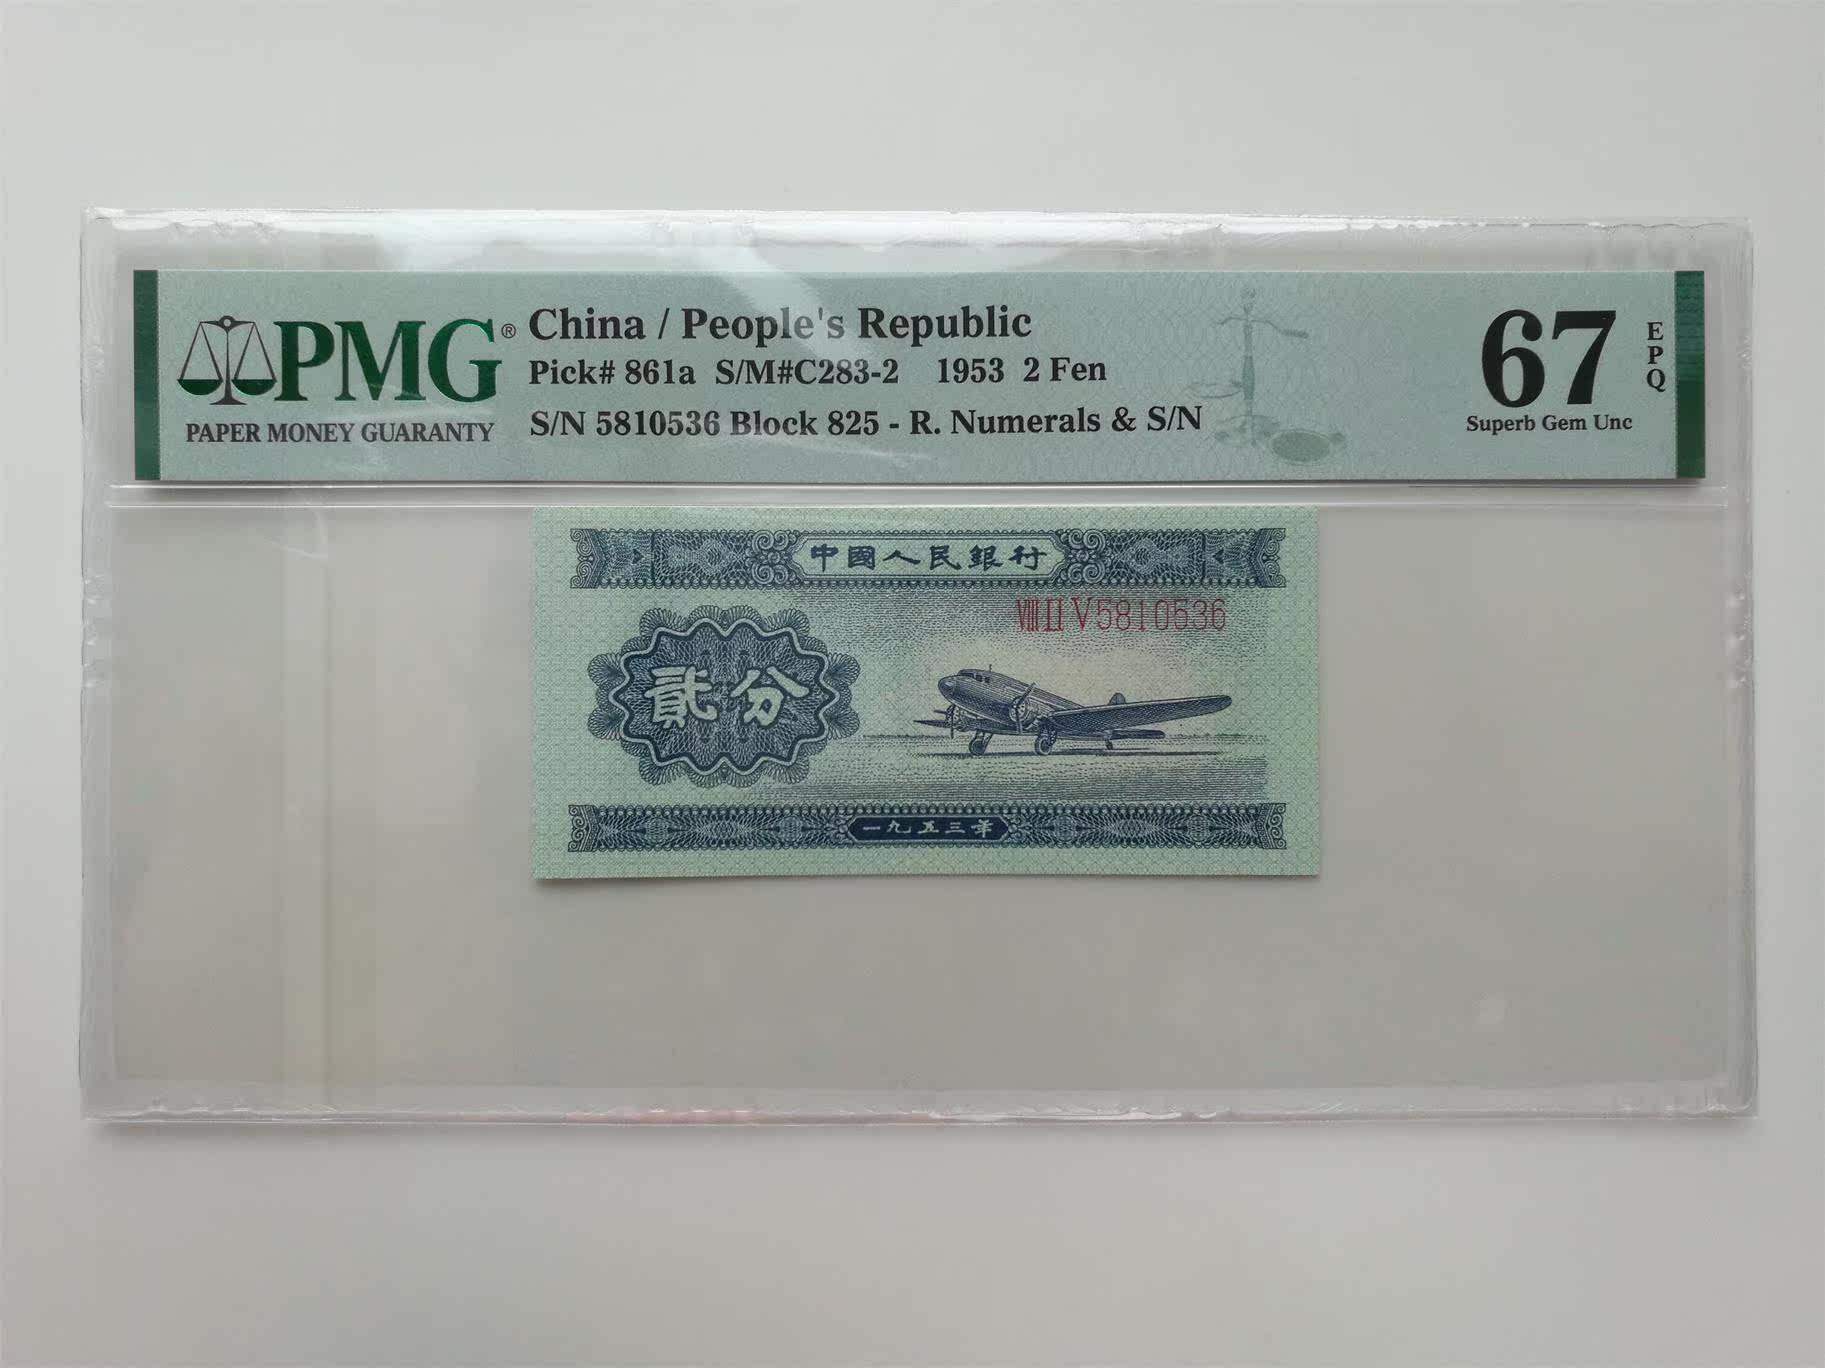 PMG®
PAPER MONEY GUARANTY
China / People's Republic
Pick# 861a S/M#C283-2 1953 2 Fen
S/N 5810536 Block 825 - R. Numerals & S/N
67
EPQ
Superb Gem Unc
中國人民銀行
VIII II V 5810536
貳分
一九五三年